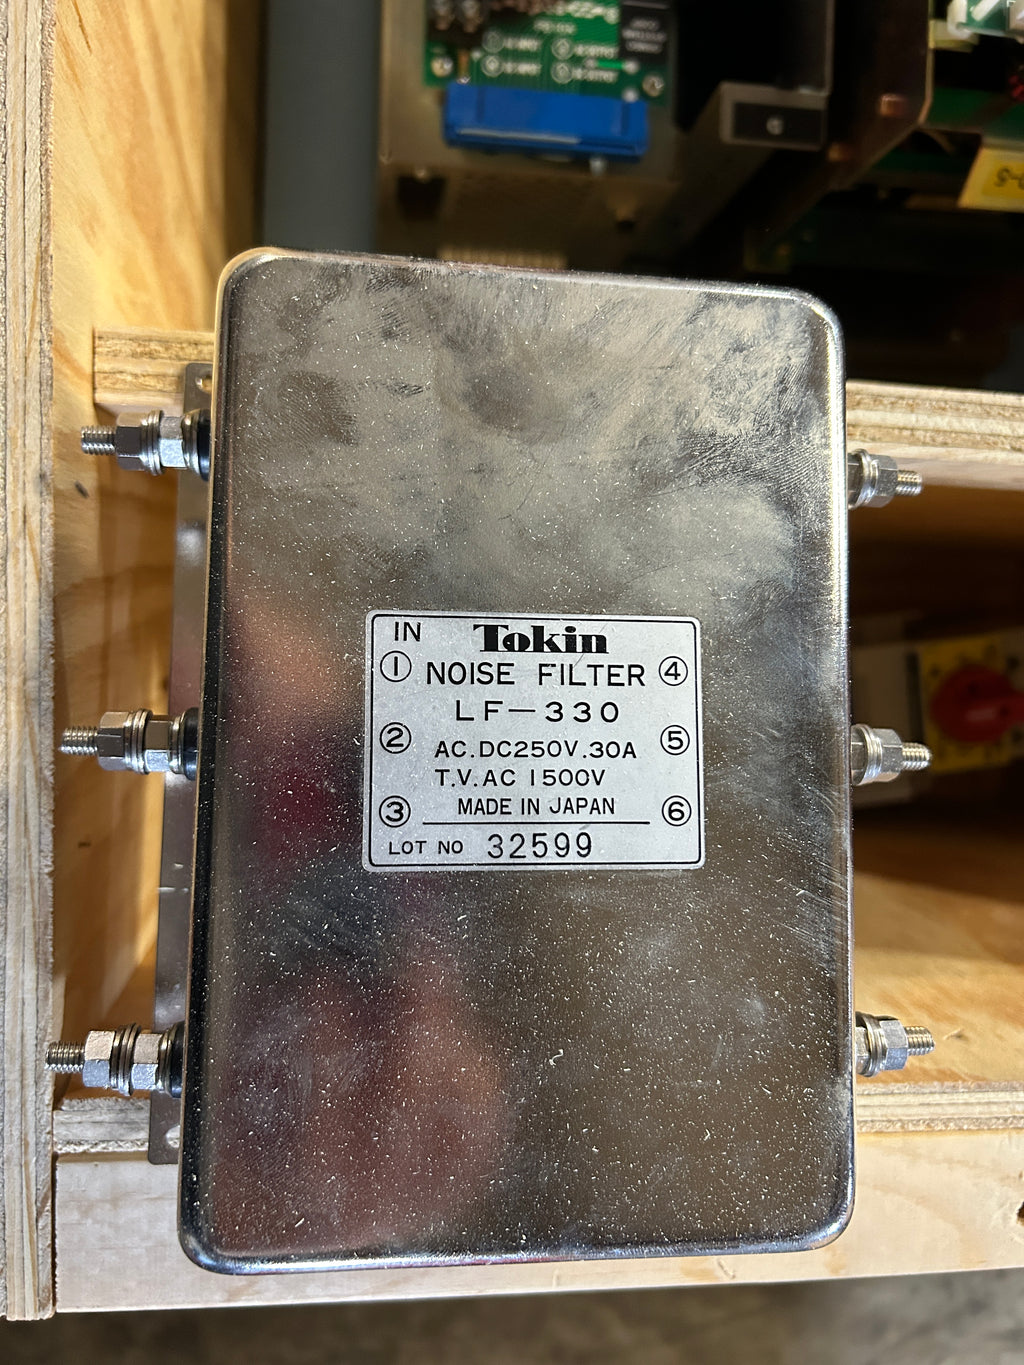 IN Tokin
① NOISE FILTER ④
LF-330
② AC.DC250V.30A ⑤
T.V.AC 1500V
③ MADE IN JAPAN ⑥
LOT NO 32599